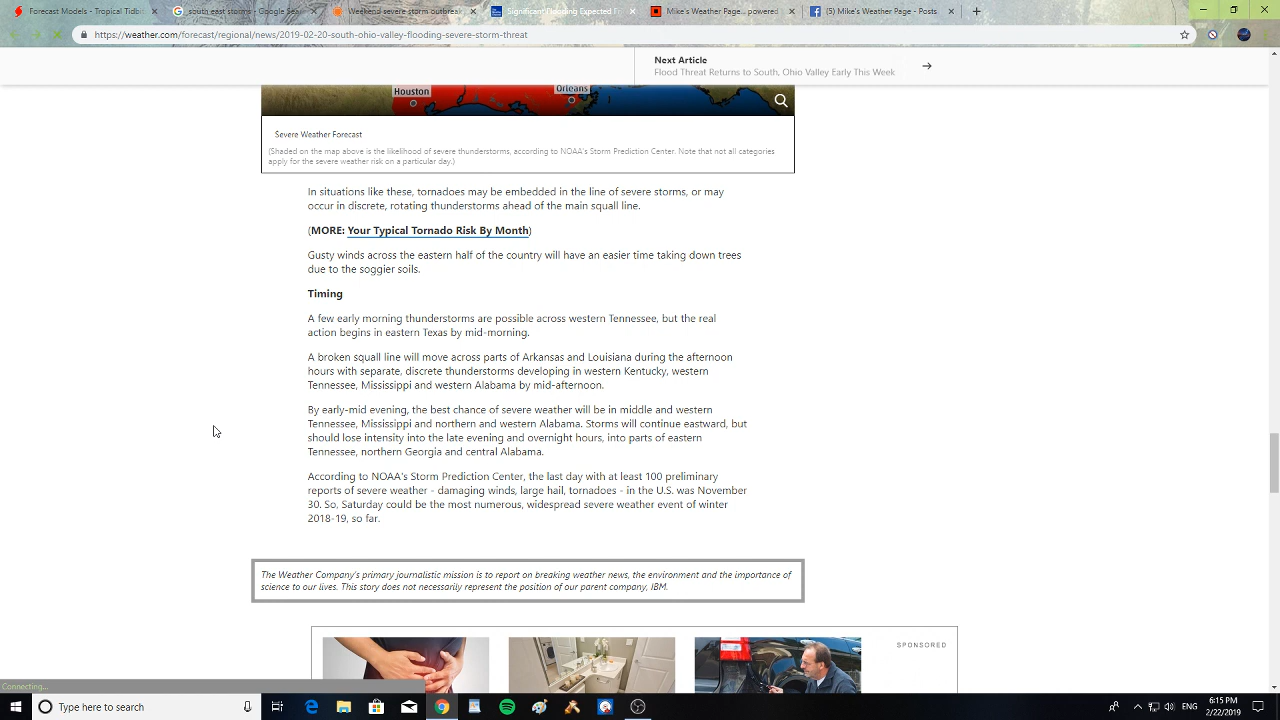 Forecast Models - Tropical Tidbi
south east storms - Google Sea
Weekend severe storm outbreak
Significant Flooding Expected F
Mike's Weather Page... powered
(5) Mike's Weather Page - Posts
https://weather.com/forecast/regional/news/2019-02-20-south-ohio-valley-flooding-severe-storm-threat
Next Article
Flood Threat Returns to South, Ohio Valley Early This Week
Houston
Orleans
Severe Weather Forecast
(Shaded on the map above is the likelihood of severe thunderstorms, according to NOAA's Storm Prediction Center. Note that not all categories
apply for the severe weather risk on a particular day.)
In situations like these, tornadoes may be embedded in the line of severe storms, or may
occur in discrete, rotating thunderstorms ahead of the main squall line.
(MORE: Your Typical Tornado Risk By Month)
Gusty winds across the eastern half of the country will have an easier time taking down trees
due to the soggier soils.
Timing
A few early morning thunderstorms are possible across western Tennessee, but the real
action begins in eastern Texas by mid-morning.
A broken squall line will move across parts of Arkansas and Louisiana during the afternoon
hours with separate, discrete thunderstorms developing in western Kentucky, western
Tennessee, Mississippi and western Alabama by mid-afternoon.
By early-mid evening, the best chance of severe weather will be in middle and western
Tennessee, Mississippi and northern and western Alabama. Storms will continue eastward, but
should lose intensity into the late evening and overnight hours, into parts of eastern
Tennessee, northern Georgia and central Alabama.
According to NOAA's Storm Prediction Center, the last day with at least 100 preliminary
reports of severe weather - damaging winds, large hail, tornadoes - in the U.S. was November
30. So, Saturday could be the most numerous, widespread severe weather event of winter
2018-19, so far.
The Weather Company's primary journalistic mission is to report on breaking weather news, the environment and the importance of
science to our lives. This story does not necessarily represent the position of our parent company, IBM.
SPONSORED
Connecting...
Type here to search
ENG
6:15 PM
2/22/2019